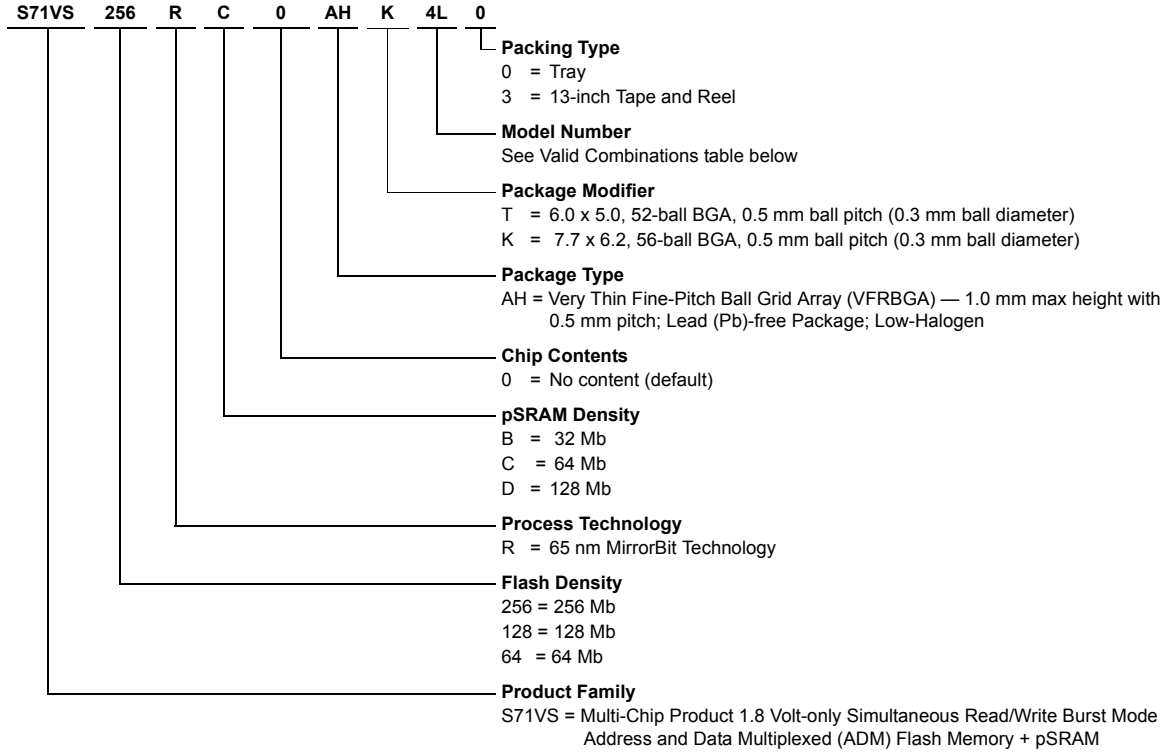 S71VS 256 R C 0 AH K 4L 0
Packing Type
0 = Tray
3 = 13-inch Tape and Reel
Model Number
See Valid Combinations table below
Package Modifier
T = 6.0 x 5.0, 52-ball BGA, 0.5 mm ball pitch (0.3 mm ball diameter)
K = 7.7 x 6.2, 56-ball BGA, 0.5 mm ball pitch (0.3 mm ball diameter)
Package Type
AH = Very Thin Fine-Pitch Ball Grid Array (VFRBGA) — 1.0 mm max height with
0.5 mm pitch; Lead (Pb)-free Package; Low-Halogen
Chip Contents
0 = No content (default)
pSRAM Density
B = 32 Mb
C = 64 Mb
D = 128 Mb
Process Technology
R = 65 nm MirrorBit Technology
Flash Density
256 = 256 Mb
128 = 128 Mb
64 = 64 Mb
Product Family
S71VS = Multi-Chip Product 1.8 Volt-only Simultaneous Read/Write Burst Mode
Address and Data Multiplexed (ADM) Flash Memory + pSRAM